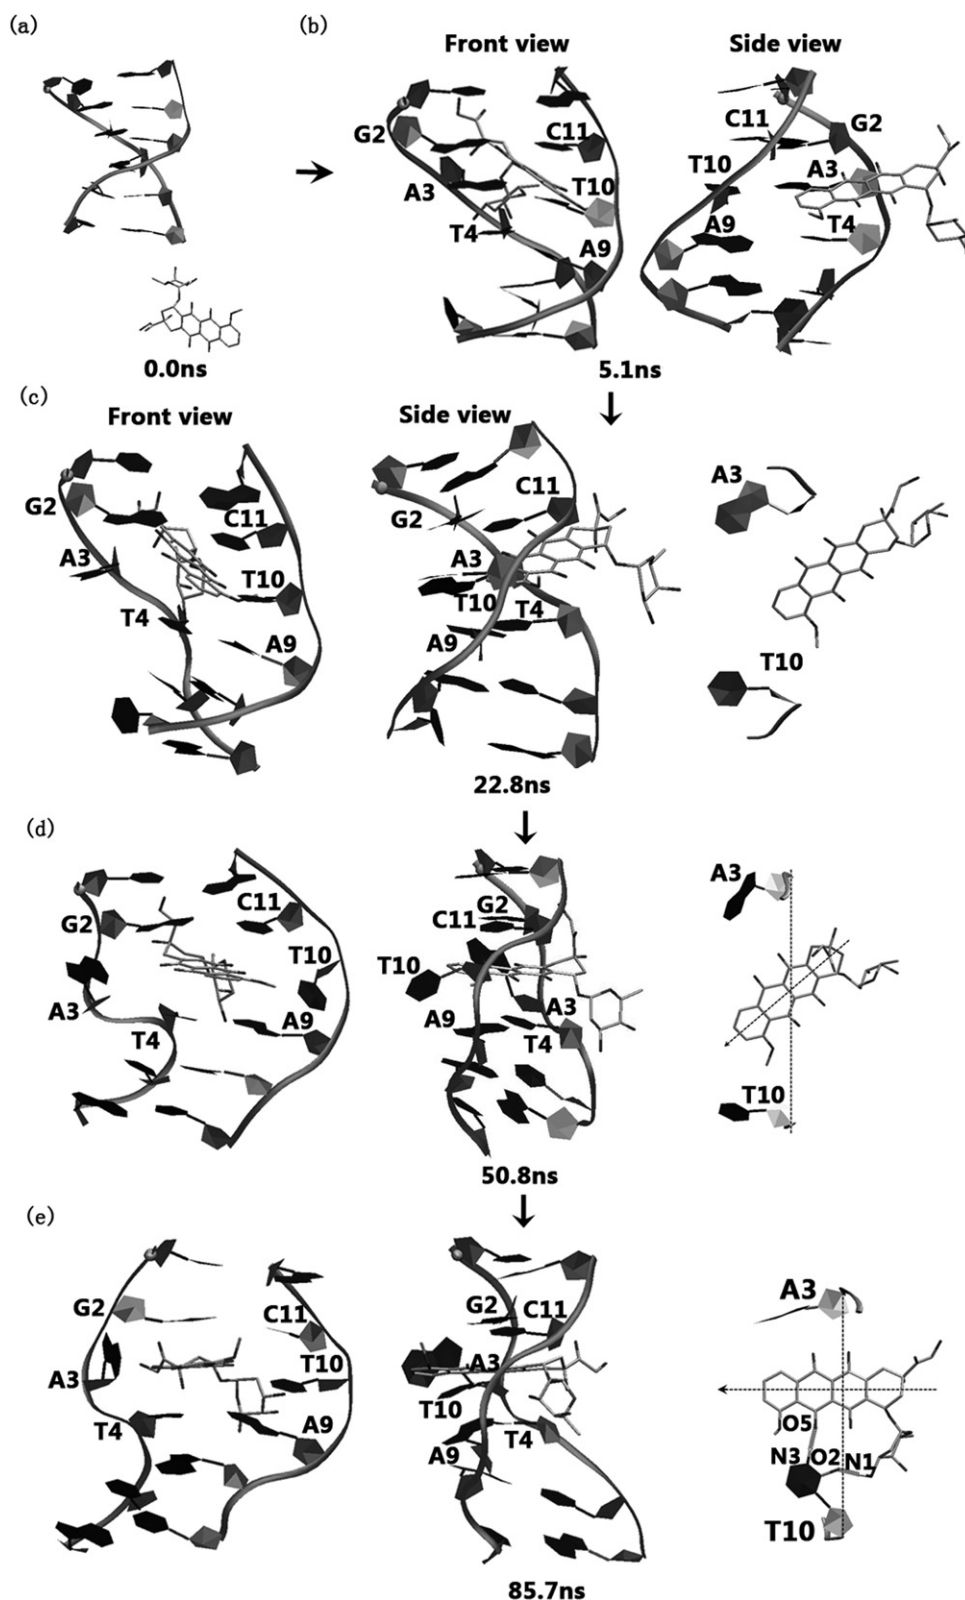 (a)
0.0ns
(b)
Front view
Side view
G2
C11
A3
T10
T4
A9
C11
G2
T10
A3
A9
T4
5.1ns
(c)
Front view
Side view
G2
C11
A3
T10
T4
A9
C11
G2
A3
T10
T4
A9
A3
T10
22.8ns
(d)
G2
C11
T10
A3
A9
T4
G2
C11
T10
A3
A9
T4
A3
T10
50.8ns
(e)
G2
C11
T10
A3
T4
A9
G2
C11
A3
T10
T4
A9
A3
O5
N3
O2
N1
T10
85.7ns